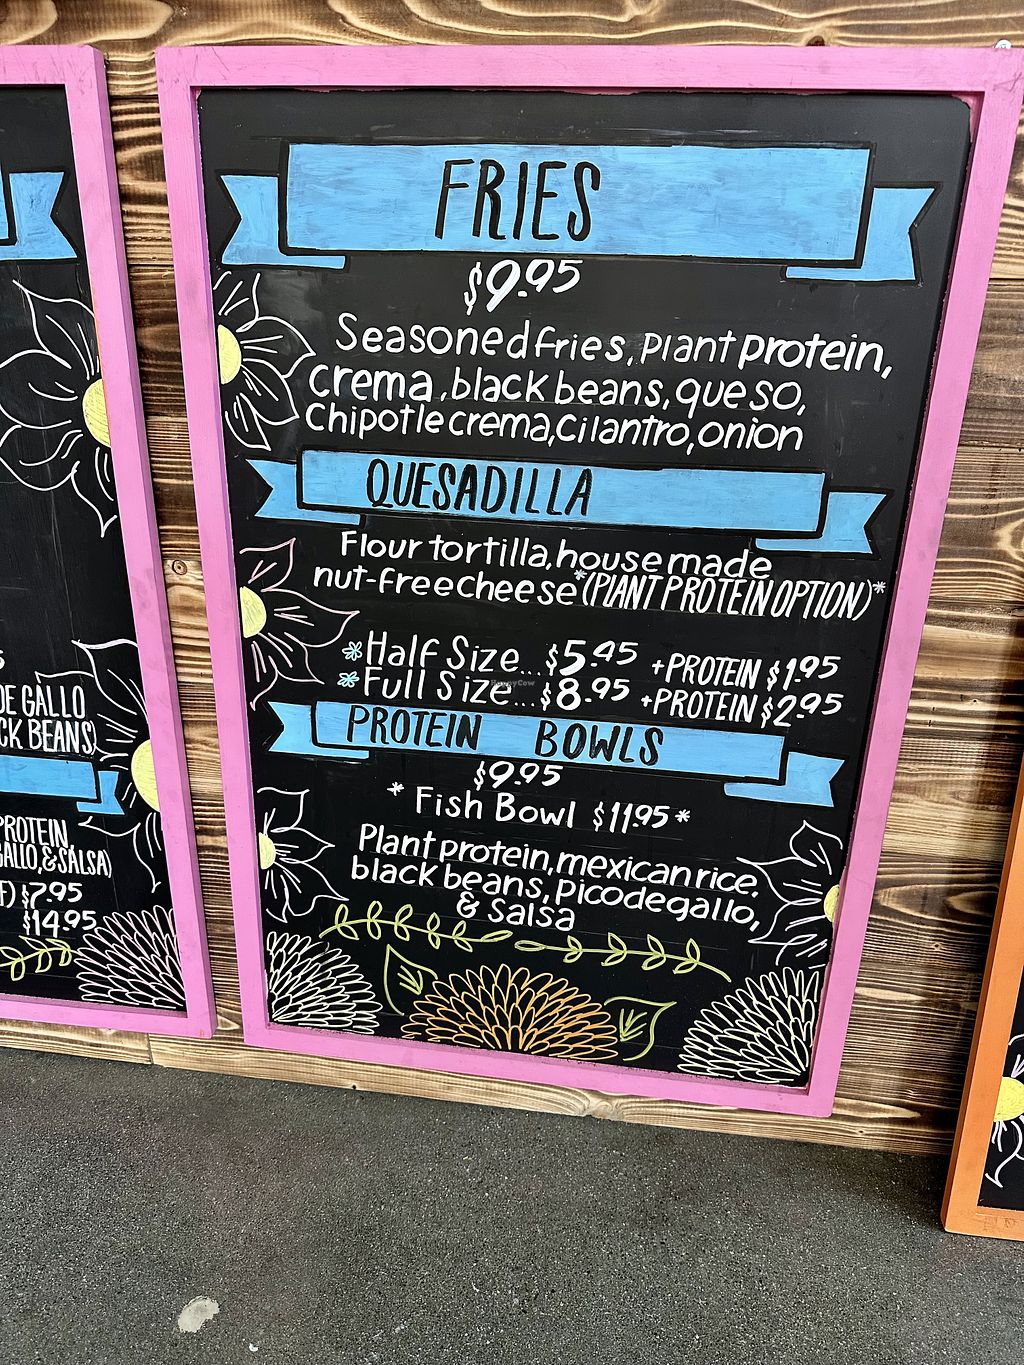 FRIES
$9.95
Seasoned fries, Plant protein,
crema, black beans, queso,
Chipotle crema, cilantro, onion
QUESADILLA
Flour tortilla, house made
nut-free cheese *(PLANT PROTEIN OPTION)*
Half Size... $5.45 +PROTEIN $1.95
Full Size... $8.95 +PROTEIN $2.95
HappyCow
PROTEIN BOWLS
$9.95
* Fish Bowl $11.95 *
Plant protein, mexican rice,
black beans, pico de gallo,
& salsa
DE GALLO
BEANS)
PROTEIN,
GALLO, & SALSA)
$7.95
$14.95